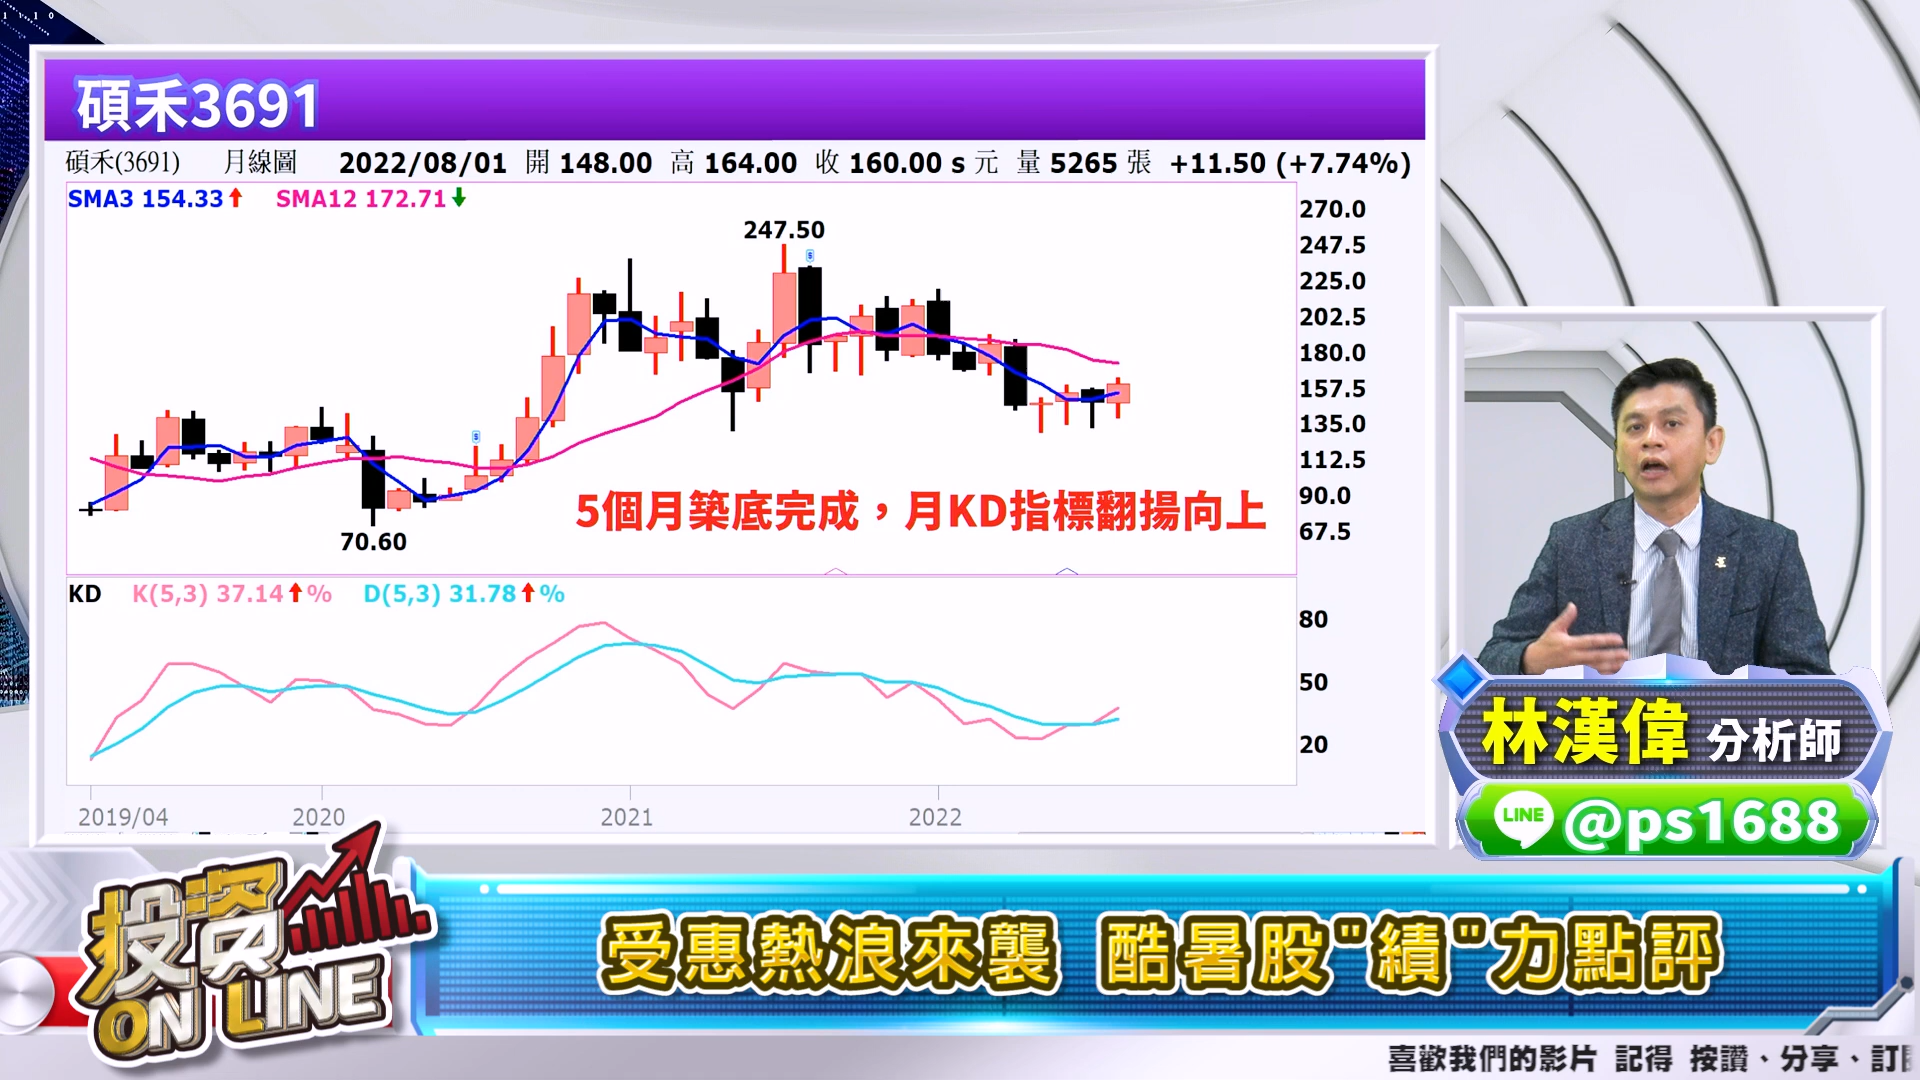 碩禾3691
碩禾(3691) 月線圖 2022/08/01 開 148.00 高 164.00 收 160.00 s 元 量 5265 張 +11.50 (+7.74%)
SMA3 154.33 SMA12 172.71
270.0
247.5
225.0
202.5
180.0
157.5
135.0
112.5
90.0
67.5
247.50
70.60
5個月築底完成，月KD指標翻揚向上
KD K(5,3) 37.14 % D(5,3) 31.78 %
80
50
20
2019/04 2020 2021 2022
林漢偉 分析師
LINE @ps1688
投資
ON LINE
受惠熱浪來襲 酷暑股"績"力點評
喜歡我們的影片 記得 按讚、分享、訂